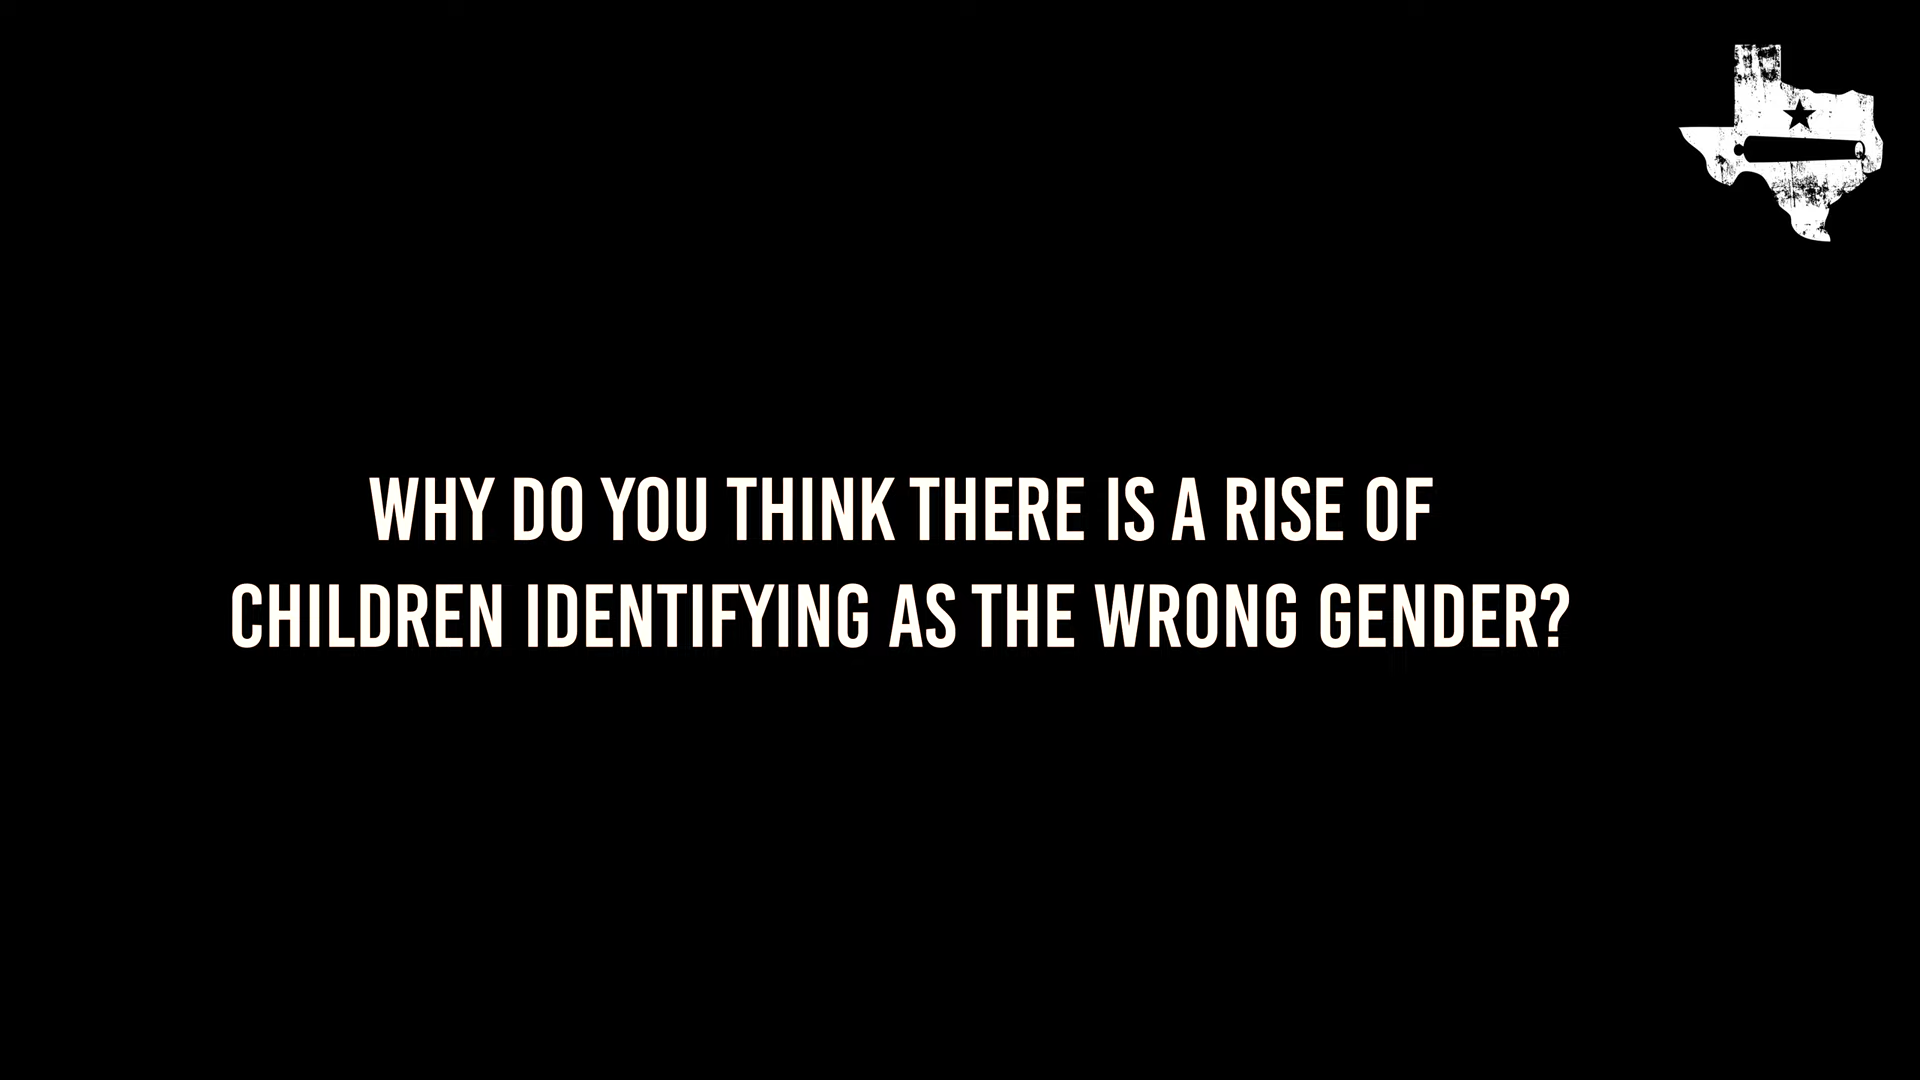 WHY DO YOU THINK THERE IS A RISE OF
CHILDREN IDENTIFYING AS THE WRONG GENDER?